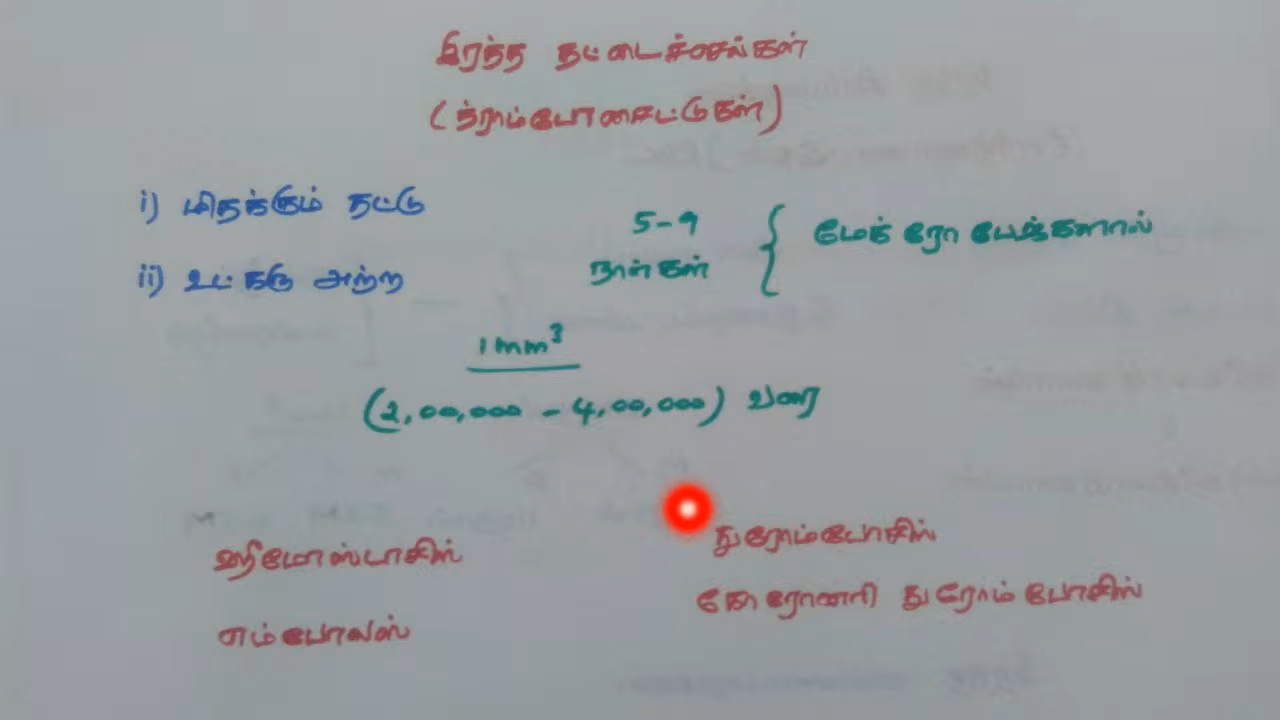 இரத்த தட்டைச்செல்கள்
(த்ராம்போசைட்டுகள்)
i) மிதக்கும் தட்டு
ii) உட்கரு அற்ற
5-9
நாள்கள் { மேக்ரோ பேஜ்களால்
1mm³
(2,00,000 - 4,00,000) வரை
ஹீமோஸ்டாசிஸ்
துரோம்போசிஸ்
கோரோனரி துரோம்போசிஸ்
எம்போலஸ்